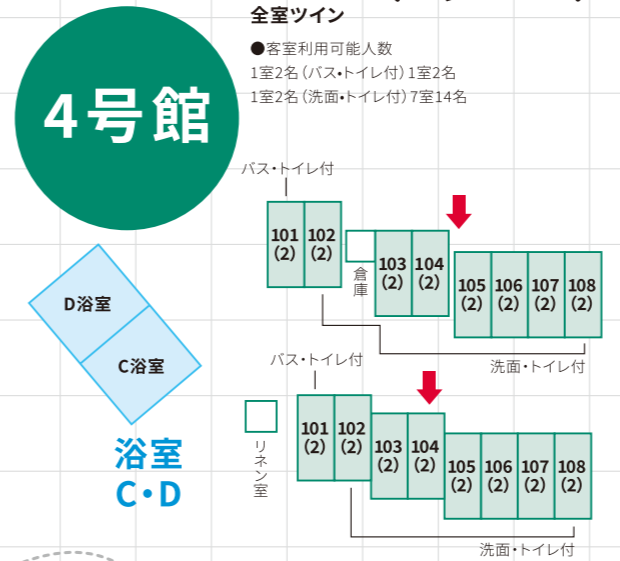 全室ツイン
●客室利用可能人数
1室2名（バス・トイレ付）1室2名
1室2名（洗面・トイレ付）7室14名
4号館
バス・トイレ付
101
（2）
102
（2）
倉庫
103
（2）
104
（2）
105
（2）
106
（2）
107
（2）
108
（2）
洗面・トイレ付
D浴室
C浴室
浴室
C・D
バス・トイレ付
リネン室
101
（2）
102
（2）
103
（2）
104
（2）
105
（2）
106
（2）
107
（2）
108
（2）
洗面・トイレ付